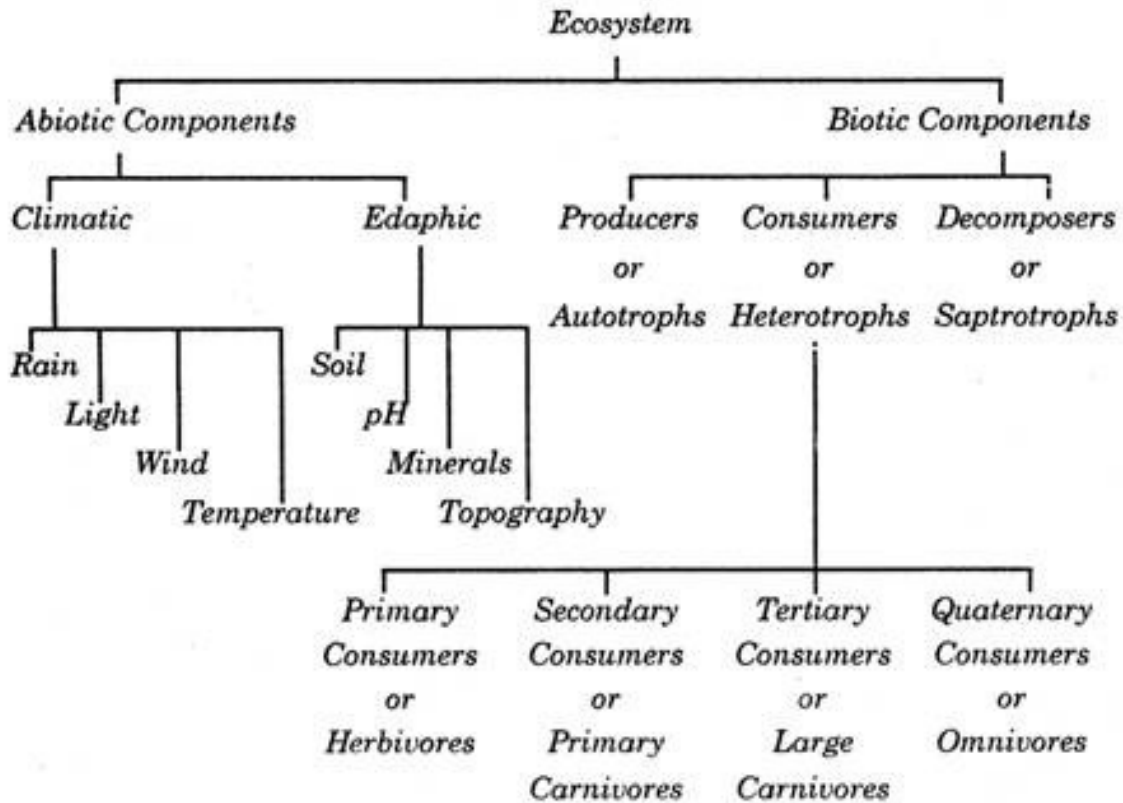 Ecosystem
Abiotic Components
Biotic Components
Climatic
Edaphic
Producers
or
Autotrophs
Consumers
or
Heterotrophs
Decomposers
or
Saptrotrophs
Rain
Light
Wind
Temperature
Soil
pH
Minerals
Topography
Primary
Consumers
or
Herbivores
Secondary
Consumers
or
Primary
Carnivores
Tertiary
Consumers
or
Large
Carnivores
Quaternary
Consumers
or
Omnivores